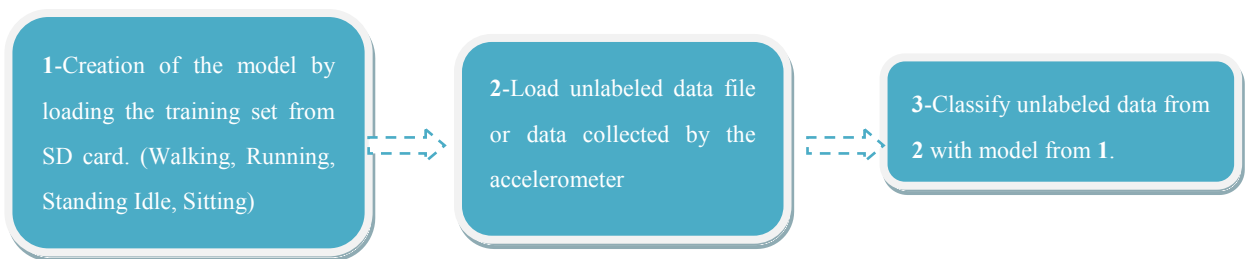 1-Creation of the model by
loading the training set from
SD card. (Walking, Running,
Standing Idle, Sitting)
2-Load unlabeled data file
or data collected by the
accelerometer
3-Classify unlabeled data from
2 with model from 1.